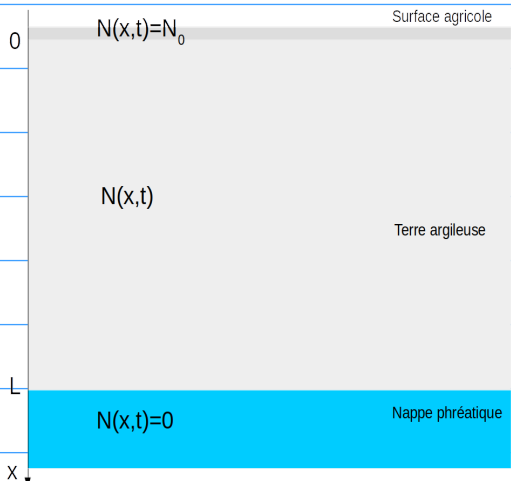 Surface agricole
N(x,t)=N₀
0
N(x,t)
Terre argileuse
L
Nappe phréatique
N(x,t)=0
X